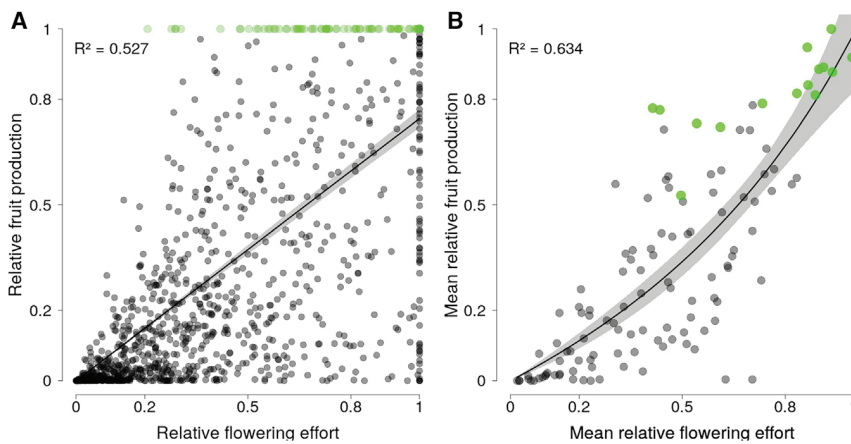 A
R² = 0.527
Relative fruit production
1
0.8
0.5
0.2
0
0
0.2
0.5
0.8
1
Relative flowering effort
B
R² = 0.634
Mean relative fruit production
1
0.8
0.5
0.2
0
0
0.2
0.5
0.8
1
Mean relative flowering effort